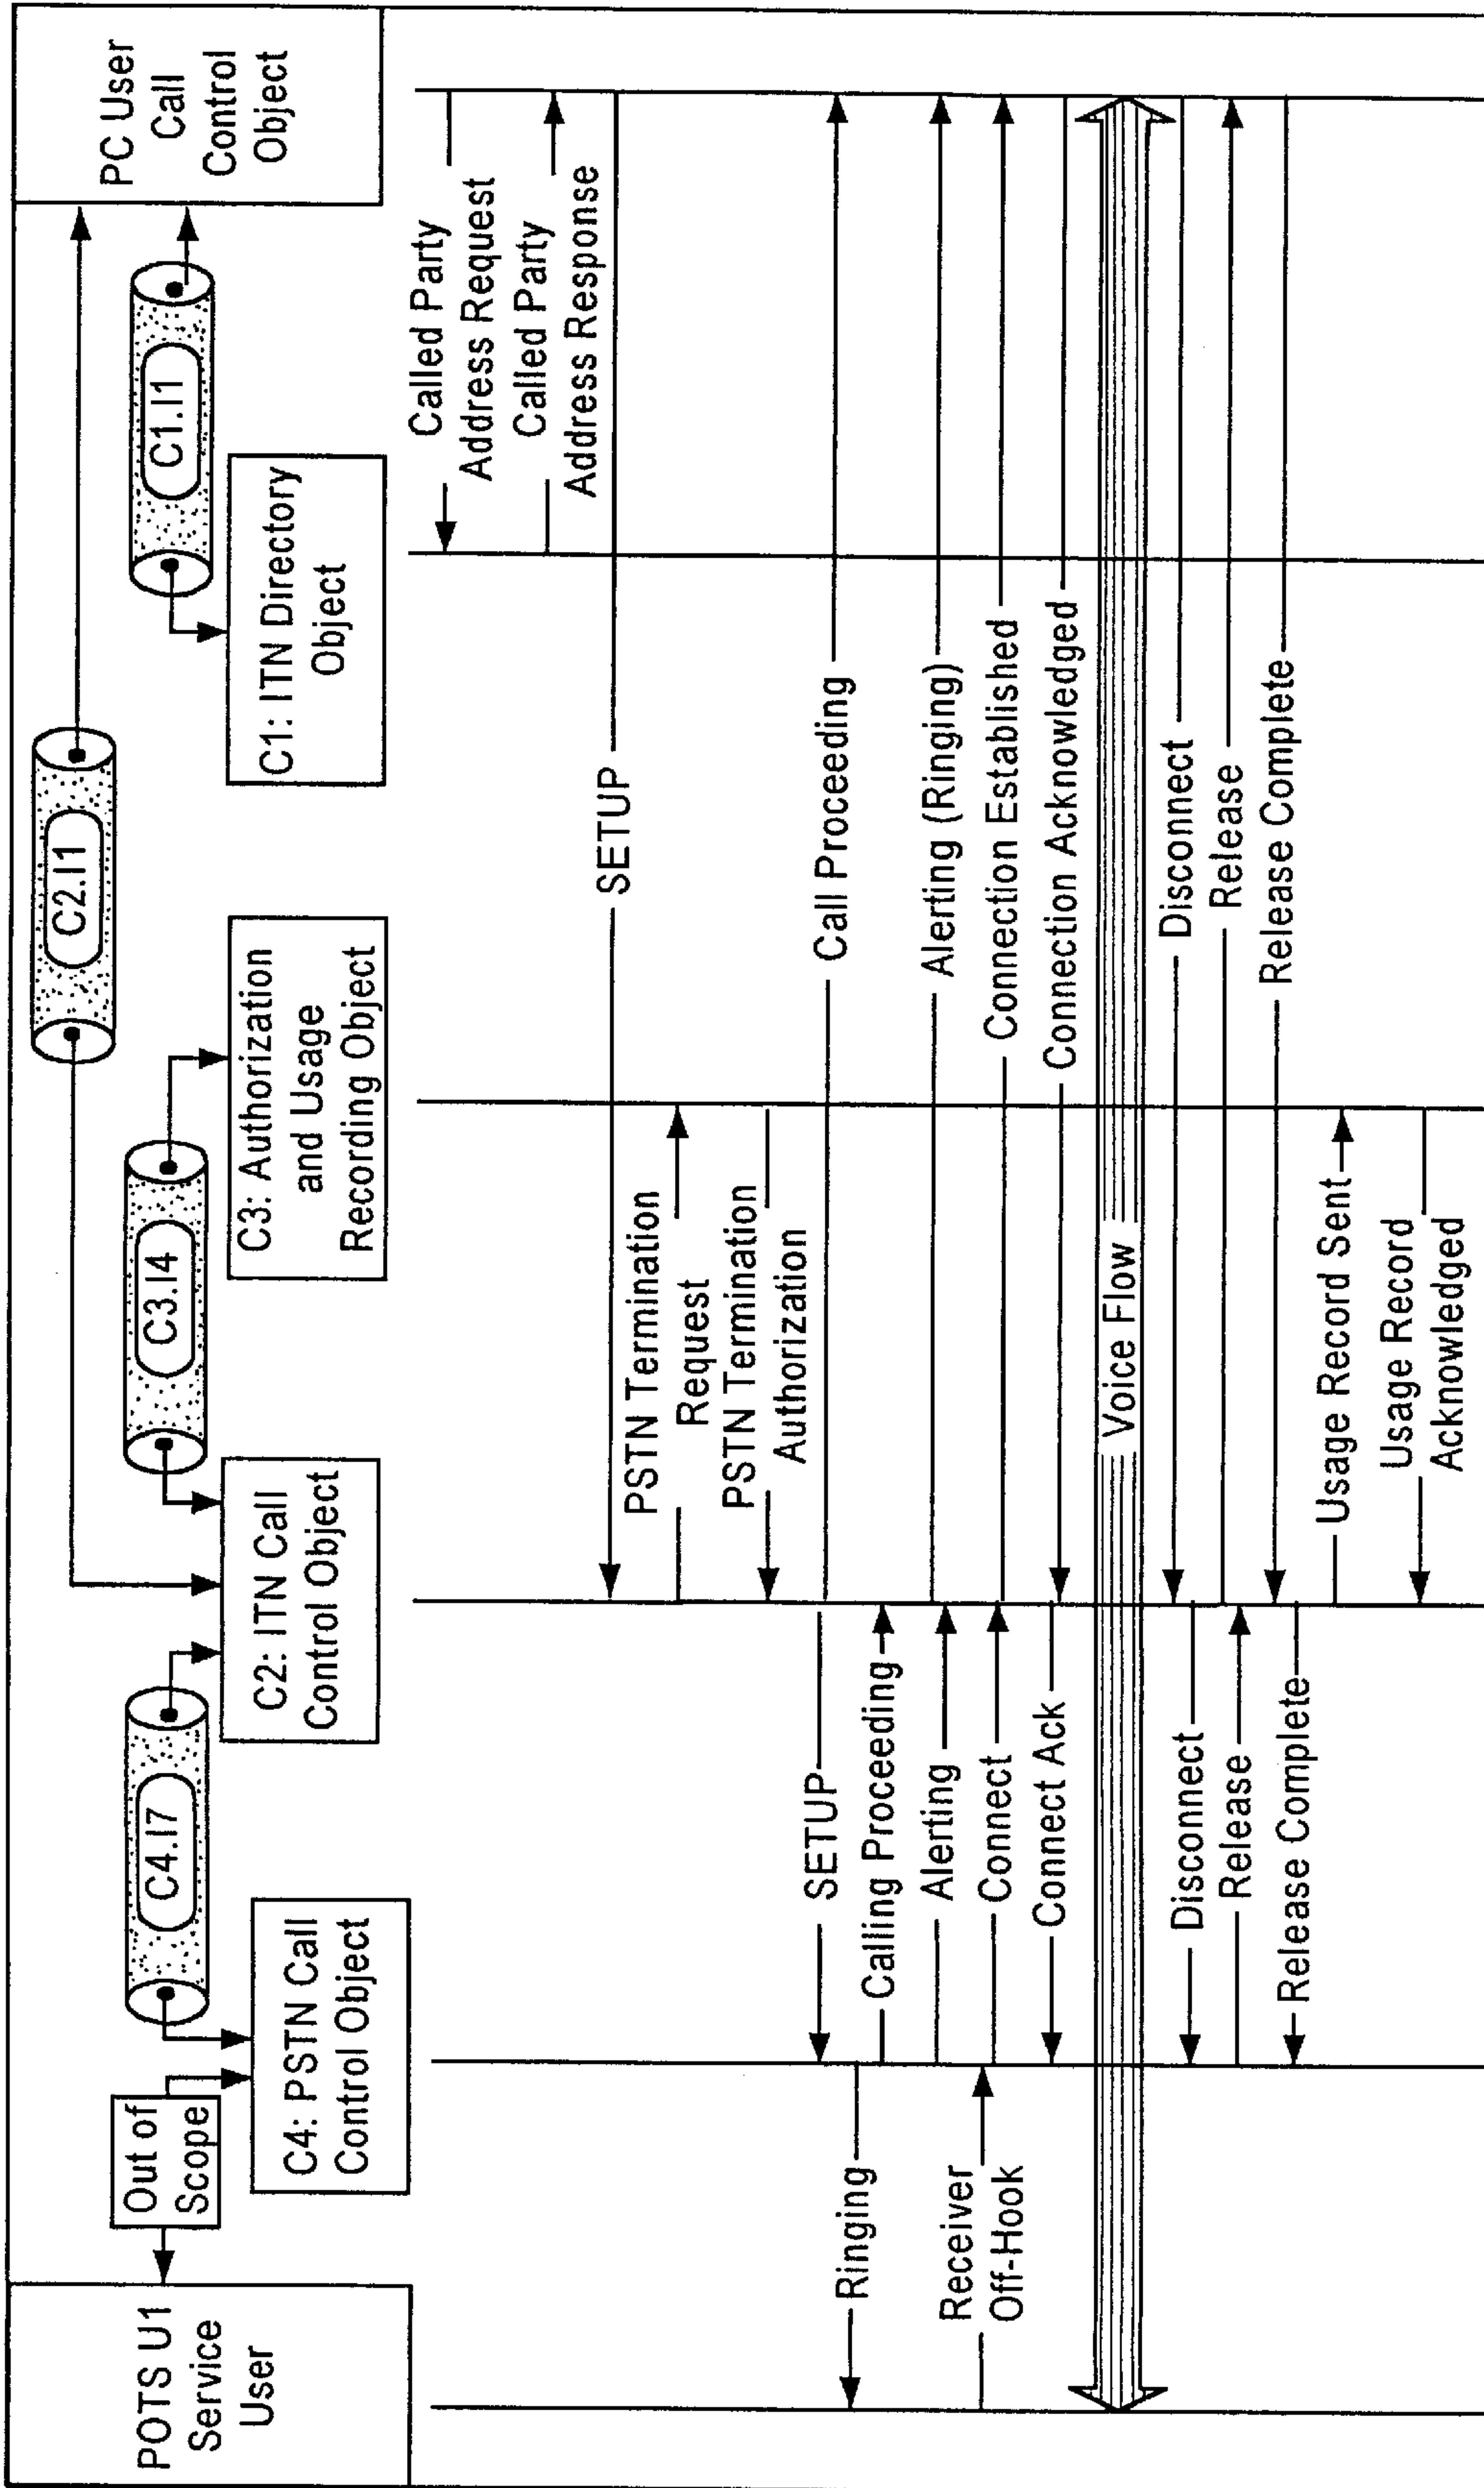 POTS U1
Service
User
Out of
Scope
C4: PSTN Call
Control Object
C4.I7
C2: ITN Call
Control Object
C3.I4
C3: Authorization
and Usage
Recording Object
C2.I1
C1: ITN Directory
Object
C1.I1
PC User
Call
Control
Object
Called Party
Address Request
Called Party
Address Response
SETUP
PSTN Termination
Request
PSTN Termination
Authorization
SETUP
Call Proceeding
Ringing
Calling Proceeding
Alerting
Alerting (Ringing)
Receiver
Off-Hook
Connect
Connection Established
Connect Ack
Connection Acknowledged
Voice Flow
Disconnect
Disconnect
Release
Release
Release Complete
Release Complete
Usage Record Sent
Usage Record
Acknowledged